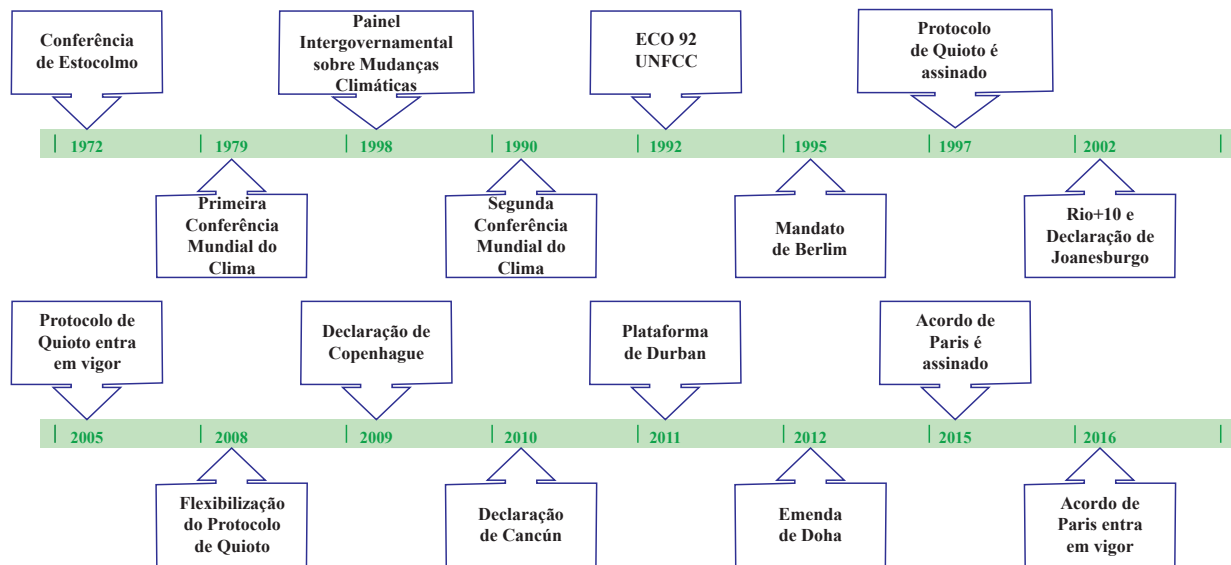 Conferência
de Estocolmo
Painel
Intergovernamental
sobre Mudanças
Climáticas
ECO 92
UNFCC
Protocolo
de Quioto é
assinado
1972
1979
1998
1990
1992
1995
1997
2002
Primeira
Conferência
Mundial do
Clima
Segunda
Conferência
Mundial do
Clima
Mandato
de Berlim
Rio+10 e
Declaração de
Joanesburgo
Protocolo de
Quioto entra
em vigor
Declaração de
Copenhague
Plataforma
de Durban
Acordo de
Paris é
assinado
2005
2008
2009
2010
2011
2012
2015
2016
Flexibilização
do Protocolo
de Quioto
Declaração
de Cancún
Emenda
de Doha
Acordo de
Paris entra
em vigor